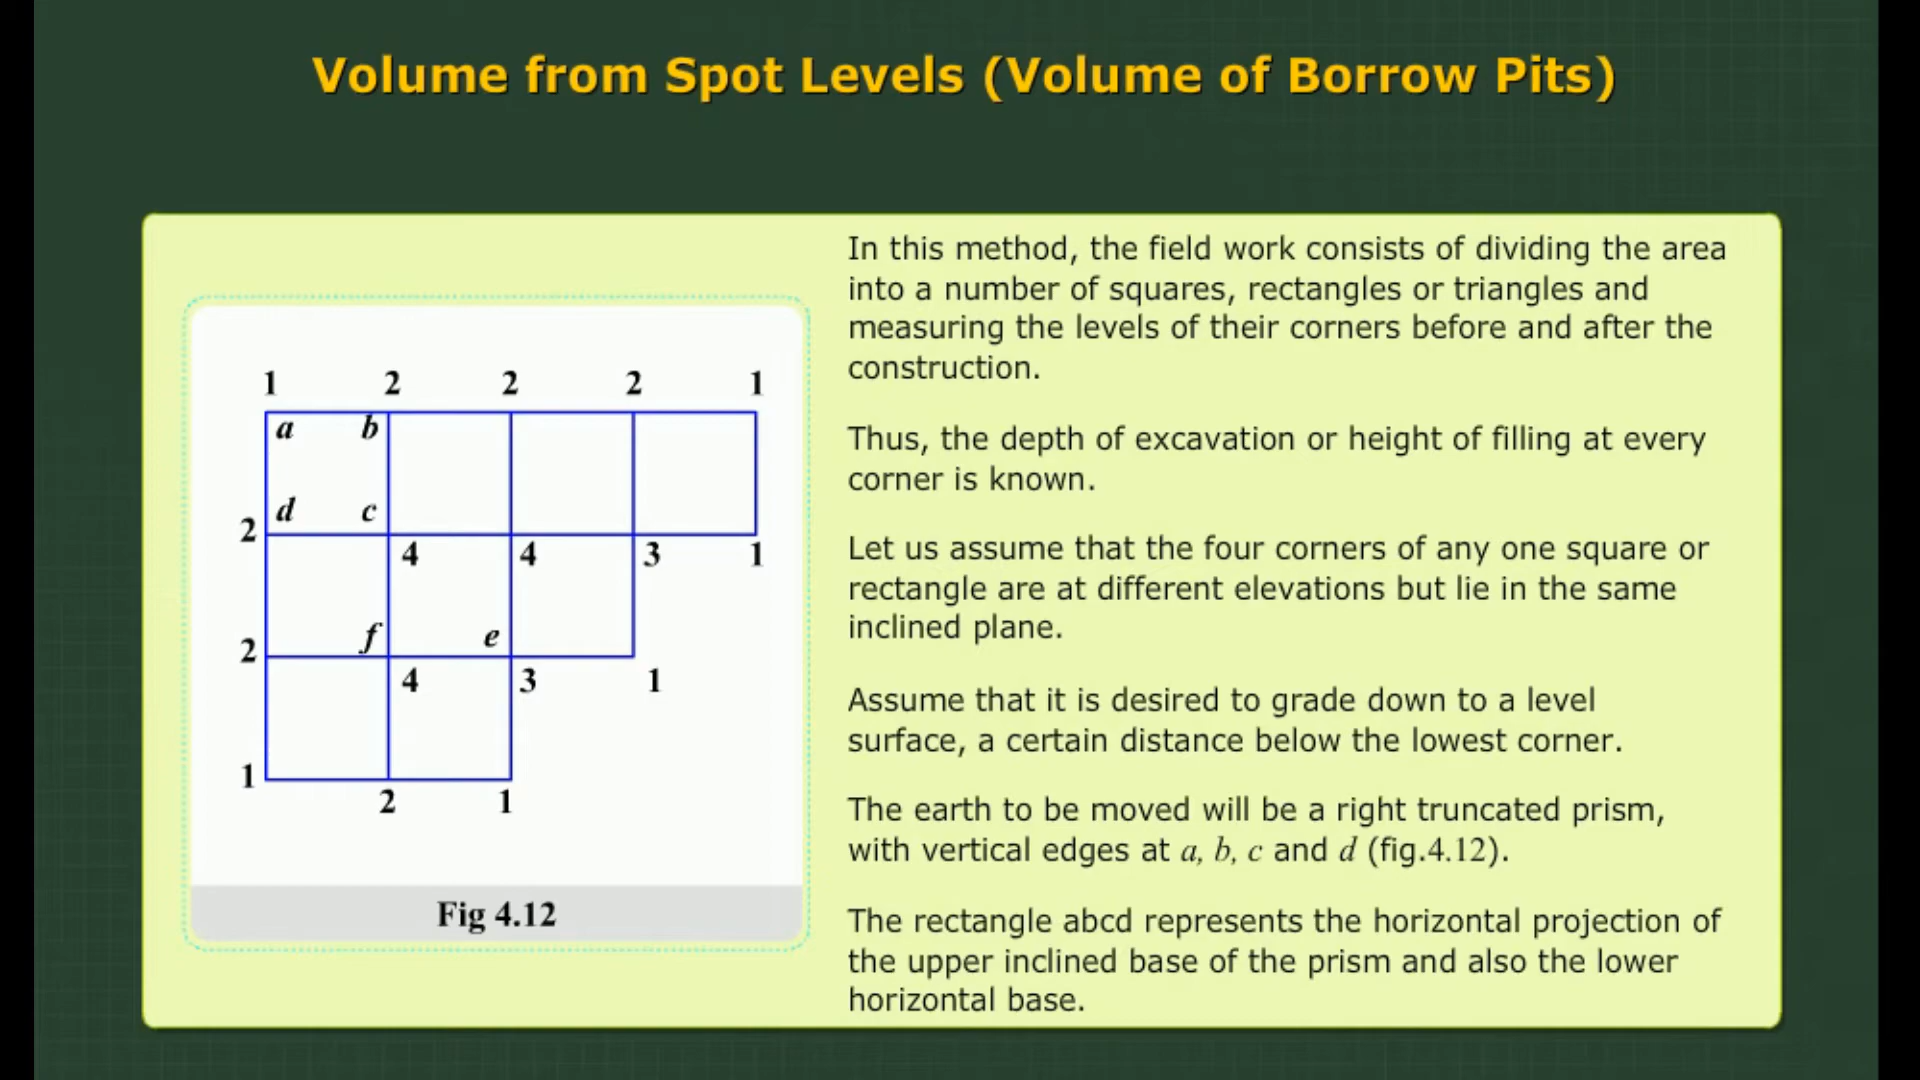 Volume from Spot Levels (Volume of Borrow Pits)
1 2 2 2 1
a b
d c
2
4 4 3 1
f e
2
4 3 1
1
2 1
Fig 4.12
In this method, the field work consists of dividing the area
into a number of squares, rectangles or triangles and
measuring the levels of their corners before and after the
construction.
Thus, the depth of excavation or height of filling at every
corner is known.
Let us assume that the four corners of any one square or
rectangle are at different elevations but lie in the same
inclined plane.
Assume that it is desired to grade down to a level
surface, a certain distance below the lowest corner.
The earth to be moved will be a right truncated prism,
with vertical edges at a, b, c and d (fig.4.12).
The rectangle abcd represents the horizontal projection of
the upper inclined base of the prism and also the lower
horizontal base.